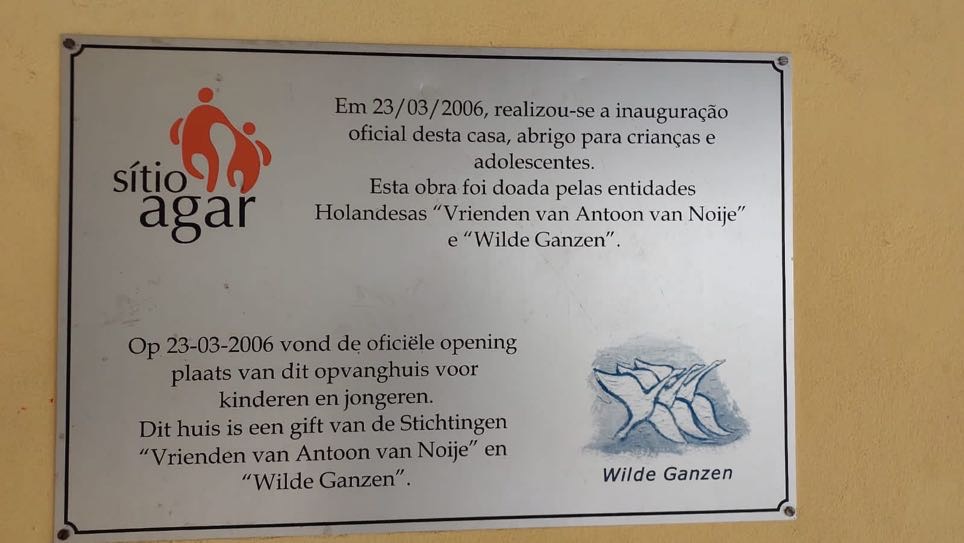 sítio
agar
Em 23/03/2006, realizou-se a inauguração
oficial desta casa, abrigo para crianças e
adolescentes.
Esta obra foi doada pelas entidades
Holandesas “Vrienden van Antoon van Noije”
e “Wilde Ganzen”.
Op 23-03-2006 vond de oficiële opening
plaats van dit opvanghuis voor
kinderen en jongeren.
Dit huis is een gift van de Stichtingen
“Vrienden van Antoon van Noije” en
“Wilde Ganzen”.
Wilde Ganzen